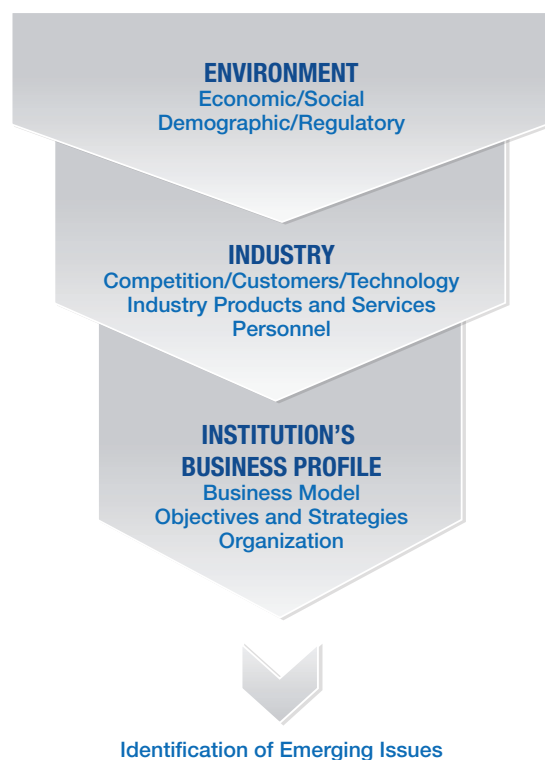 ENVIRONMENT
Economic/Social
Demographic/Regulatory
INDUSTRY
Competition/Customers/Technology
Industry Products and Services
Personnel
INSTITUTION'S
BUSINESS PROFILE
Business Model
Objectives and Strategies
Organization
Identification of Emerging Issues